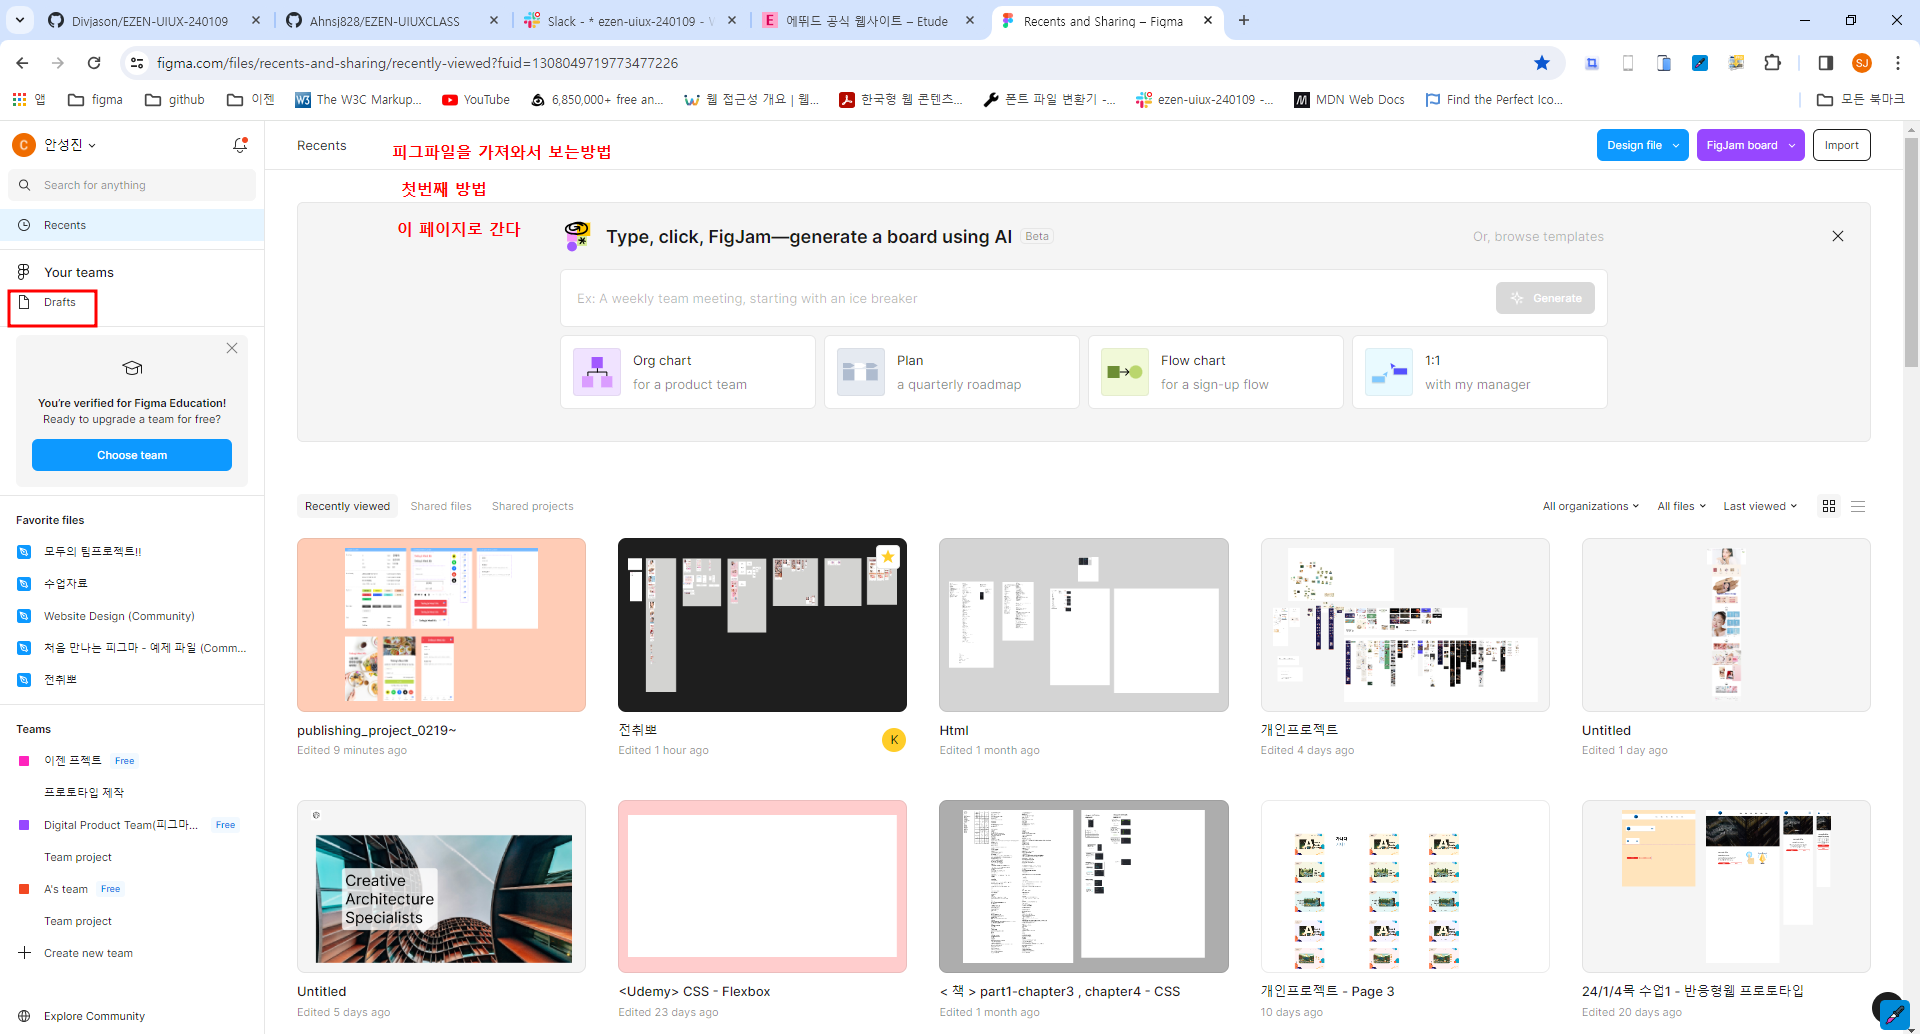 Divjason/EZEN-UIUX-240109
Ahnsj828/EZEN-UIUXCLASS
Slack - * ezen-uiux-240109 -
에뛰드 공식 웹사이트 – Etude
Recents and Sharing – Figma
figma.com/files/recents-and-sharing/recently-viewed?fuid=1308049719773477226
SJ
앱
figma
github
이젠
The W3C Markup...
YouTube
6,850,000+ free an...
웹 접근성 개요 | 웹...
한국형 웹 콘텐츠...
폰트 파일 변환기 -...
ezen-uiux-240109 -...
MDN Web Docs
Find the Perfect Ico...
모든 북마크
C
안성진
Search for anything
Recents
Your teams
Drafts
You're verified for Figma Education!
Ready to upgrade a team for free?
Choose team
Favorite files
모두의 팀프로젝트!!
수업자료
Website Design (Community)
처음 만나는 피그마 - 예제 파일 (Comm...
전취뽀
Teams
이젠 프젝트 Free
프로토타입 제작
Digital Product Team(피그마... Free
Team project
A's team Free
Team project
Create new team
Explore Community
Recents
피그파일을 가져와서 보는방법
첫번째 방법
이 페이지로 간다
Design file
FigJam board
Import
Type, click, FigJam—generate a board using AI Beta
Or, browse templates
Ex: A weekly team meeting, starting with an ice breaker
Generate
Org chart
for a product team
Plan
a quarterly roadmap
Flow chart
for a sign-up flow
1:1
with my manager
Recently viewed
Shared files
Shared projects
All organizations
All files
Last viewed
publishing_project_0219~
Edited 9 minutes ago
전취뽀
Edited 1 hour ago
K
Html
Edited 1 month ago
개인프로젝트
Edited 4 days ago
Untitled
Edited 1 day ago
Creative
Architecture
Specialists
Untitled
Edited 5 days ago
<Udemy> CSS - Flexbox
Edited 23 days ago
< 책 > part1-chapter3 , chapter4 - CSS
Edited 1 month ago
개인프로젝트 - Page 3
10 days ago
24/1/4목 수업1 - 반응형웹 프로토타입
Edited 20 days ago